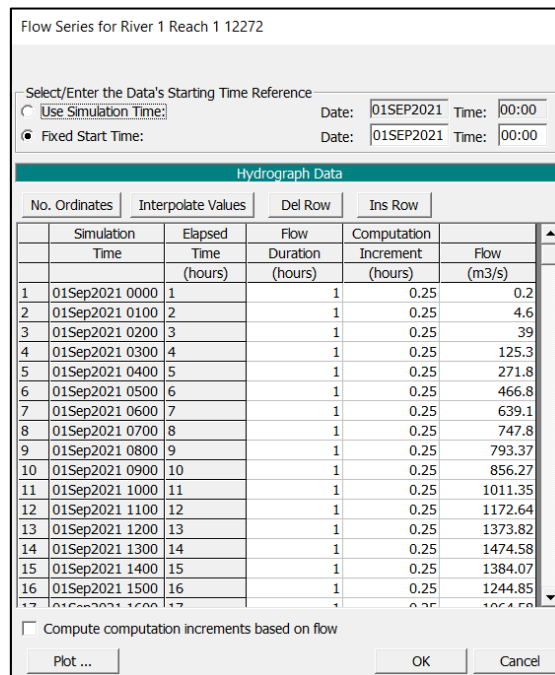 Flow Series for River 1 Reach 1 12272
Select/Enter the Data's Starting Time Reference
Use Simulation Time: Date: 01SEP2021 Time: 00:00
Fixed Start Time: Date: 01SEP2021 Time: 00:00
Hydrograph Data
No. Ordinates Interpolate Values Del Row Ins Row
Simulation Elapsed Flow Computation
Time Time Duration Increment Flow
(hours) (hours) (hours) (m3/s)
1 01Sep2021 0000 1 1 0.25 0.2
2 01Sep2021 0100 2 1 0.25 4.6
3 01Sep2021 0200 3 1 0.25 39
4 01Sep2021 0300 4 1 0.25 125.3
5 01Sep2021 0400 5 1 0.25 271.8
6 01Sep2021 0500 6 1 0.25 466.8
7 01Sep2021 0600 7 1 0.25 639.1
8 01Sep2021 0700 8 1 0.25 747.8
9 01Sep2021 0800 9 1 0.25 793.37
10 01Sep2021 0900 10 1 0.25 856.27
11 01Sep2021 1000 11 1 0.25 1011.35
12 01Sep2021 1100 12 1 0.25 1172.64
13 01Sep2021 1200 13 1 0.25 1373.82
14 01Sep2021 1300 14 1 0.25 1474.58
15 01Sep2021 1400 15 1 0.25 1384.07
16 01Sep2021 1500 16 1 0.25 1244.85
17 01Sep2021 1600 17 1 0.25
Compute computation increments based on flow
Plot ... OK Cancel